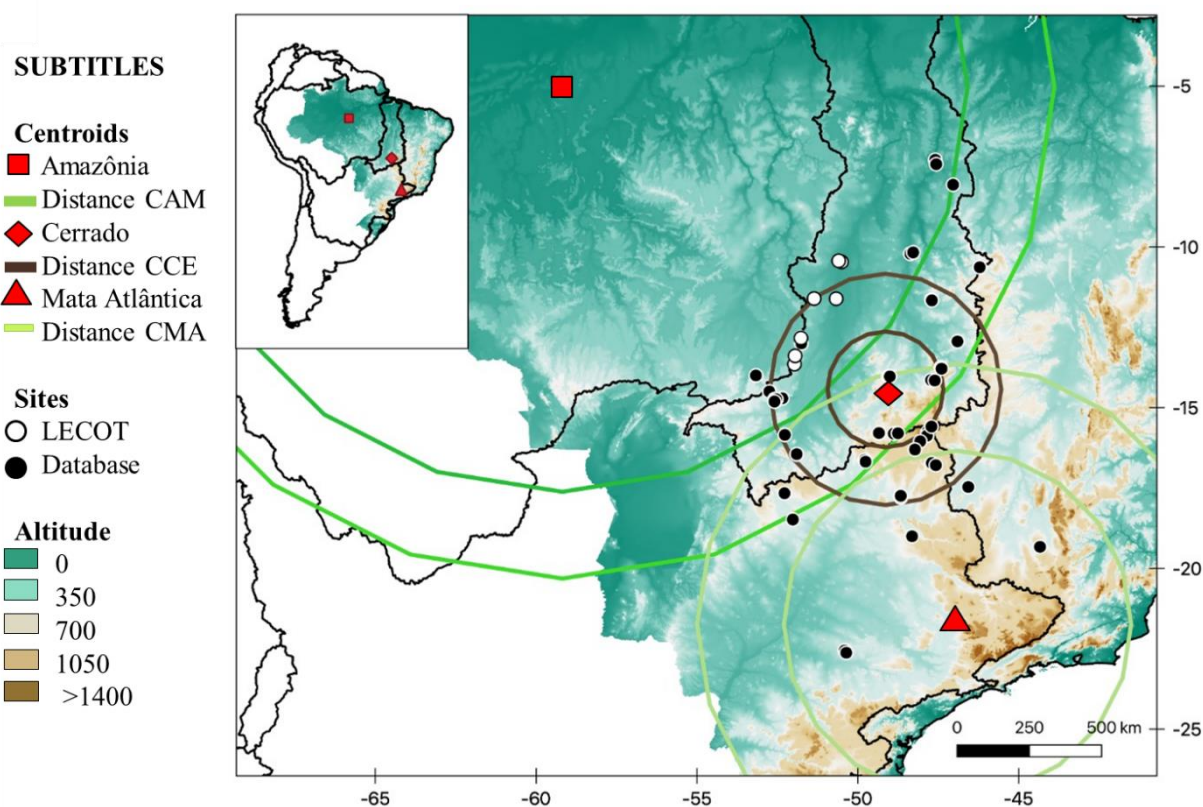 SUBTITLES
Centroids
Amazônia
Distance CAM
Cerrado
Distance CCE
Mata Atlântica
Distance CMA
Sites
LECOT
Database
Altitude
0
350
700
1050
>1400
-5
-10
-15
-20
-25
0 250 500 km
-65 -60 -55 -50 -45